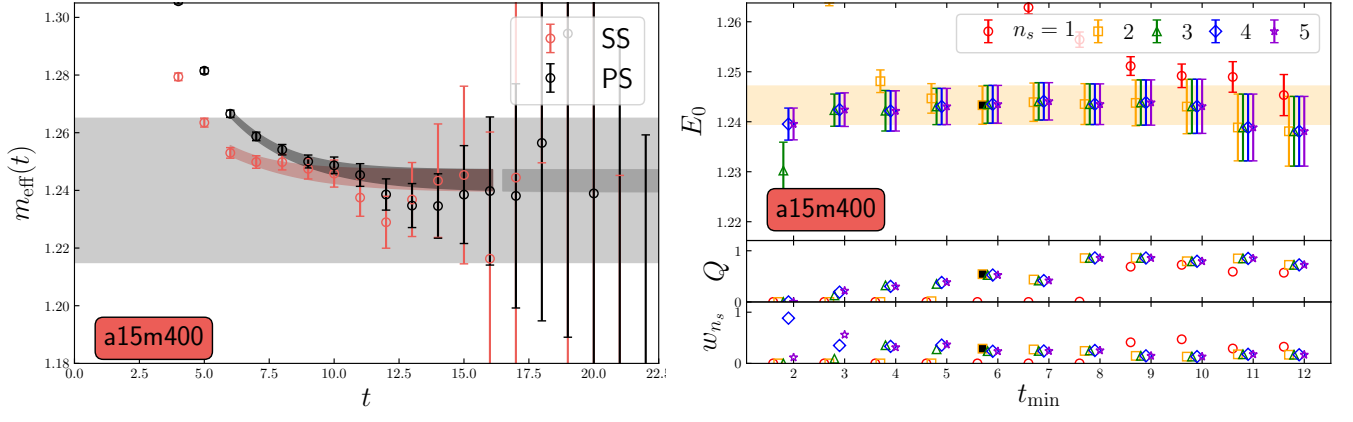 1.30
1.28
1.26
1.24
1.22
1.20
1.18
m_eff(t)
SS
PS
a15m400
0.0 2.5 5.0 7.5 10.0 12.5 15.0 17.5 20.0 22.5
t
1.26
1.25
1.24
1.23
1.22
E_0
n_s = 1 2 3 4 5
a15m400
1
0
Q
1
0
w_{n_s}
2 3 4 5 6 7 8 9 10 11 12
t_min